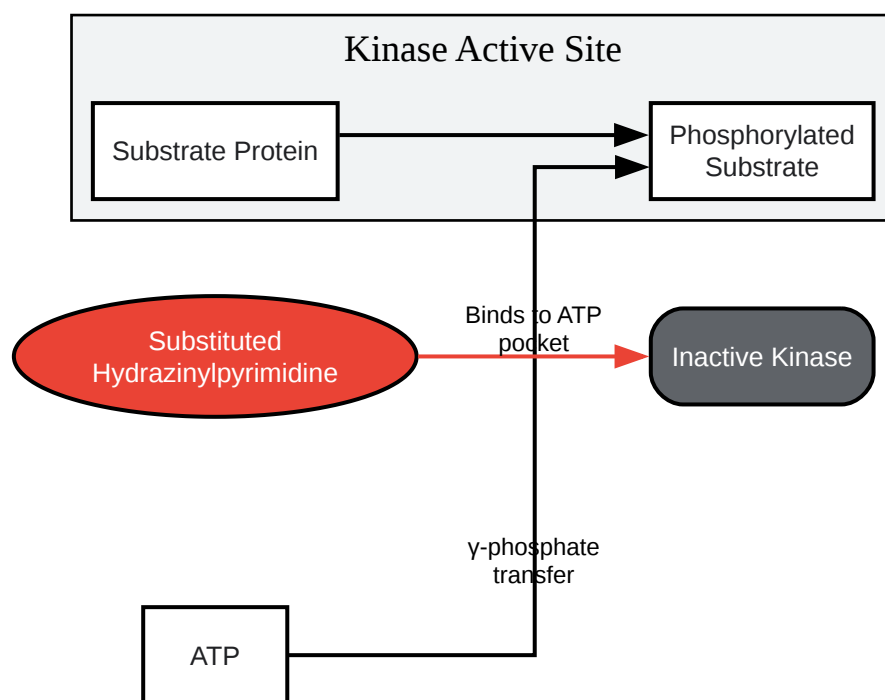 Kinase Active Site
Substrate Protein
Phosphorylated
Substrate
Substituted
Hydrazinylpyrimidine
Binds to ATP
pocket
Inactive Kinase
γ-phosphate
transfer
ATP